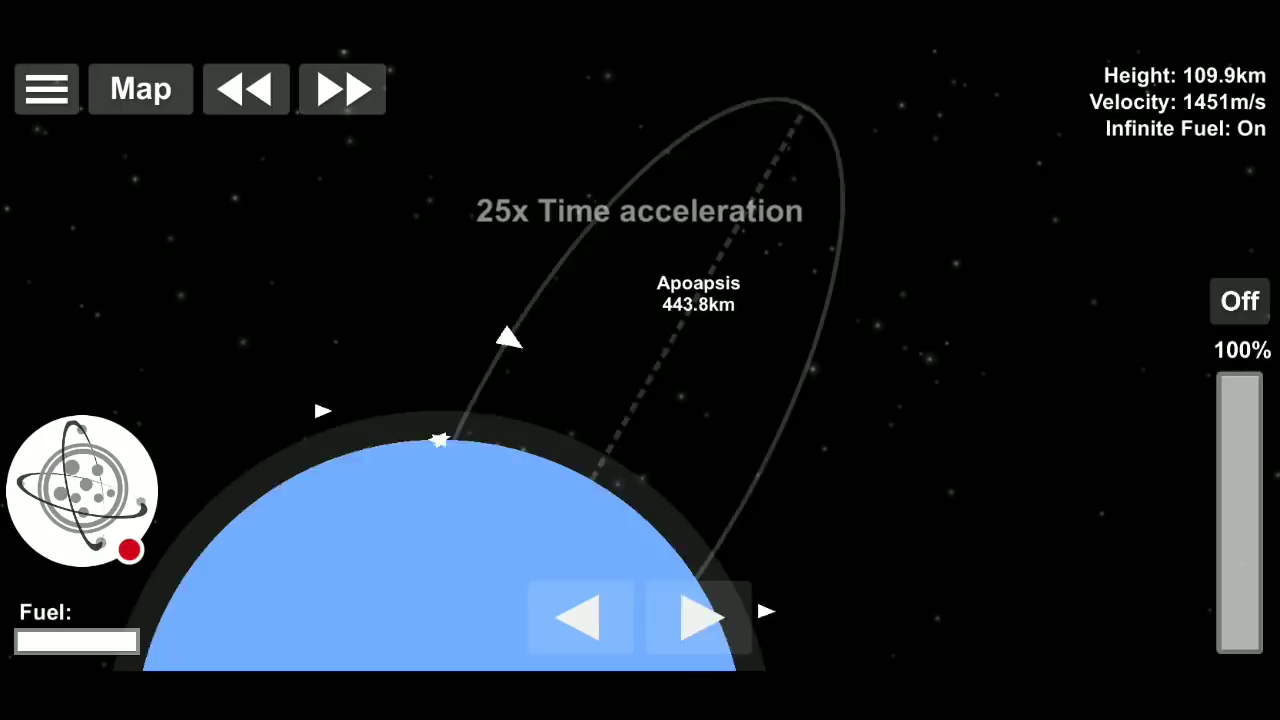 Map
Height: 109.9km
Velocity: 1451m/s
Infinite Fuel: On
25x Time acceleration
Apoapsis
443.8km
Off
100%
Fuel: